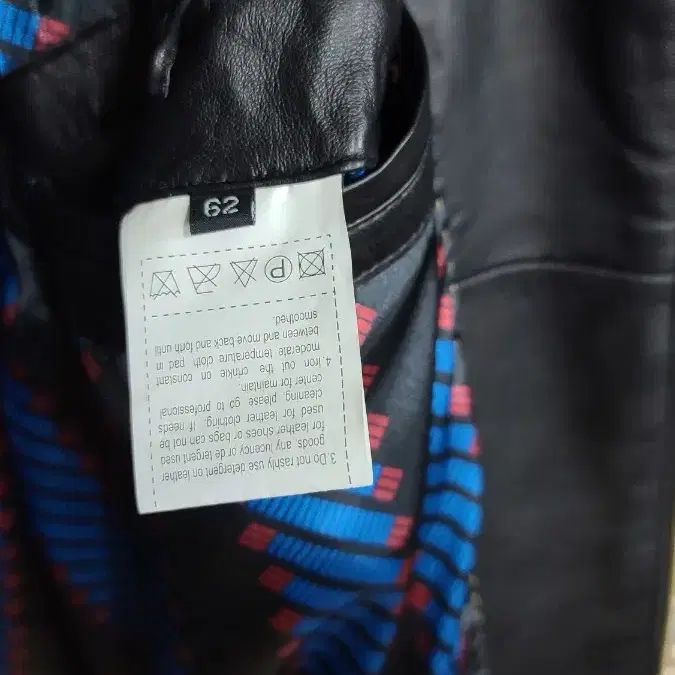 62
3. Do not rashly use detergent on leather
goods. any lucency or de tergent used
for leather shoes or bags can not be
used for leather clothing. If needs
cleaning, please go to professional
center for maintain.
4 iron out the crinkle on constant
moderate temperature cloth pad in
between and move back and forth until
smoothed.
P